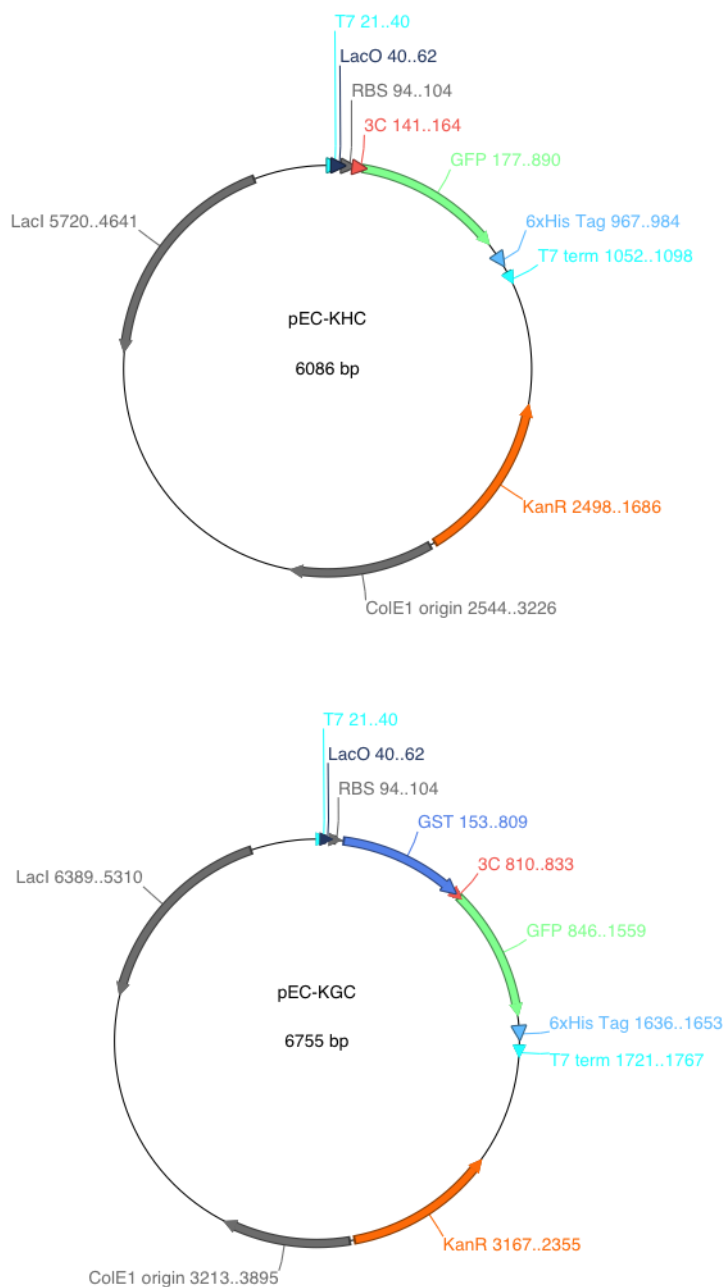 T7 21..40
LacO 40..62
RBS 94..104
3C 141..164
GFP 177..890
LacI 5720..4641
6xHis Tag 967..984
T7 term 1052..1098
pEC-KHC
6086 bp
KanR 2498..1686
ColE1 origin 2544..3226
T7 21..40
LacO 40..62
RBS 94..104
GST 153..809
3C 810..833
LacI 6389..5310
GFP 846..1559
pEC-KGC
6xHis Tag 1636..1653
6755 bp
T7 term 1721..1767
KanR 3167..2355
ColE1 origin 3213..3895